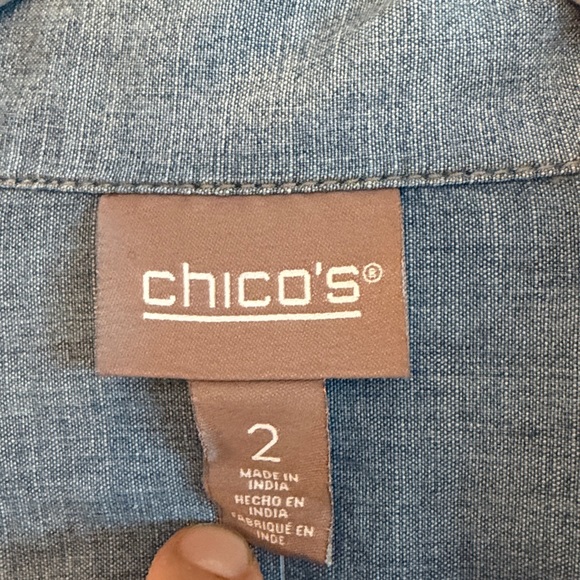 chico's®
2
MADE IN
INDIA
HECHO EN
INDIA
FABRIQUÉ EN
INDE